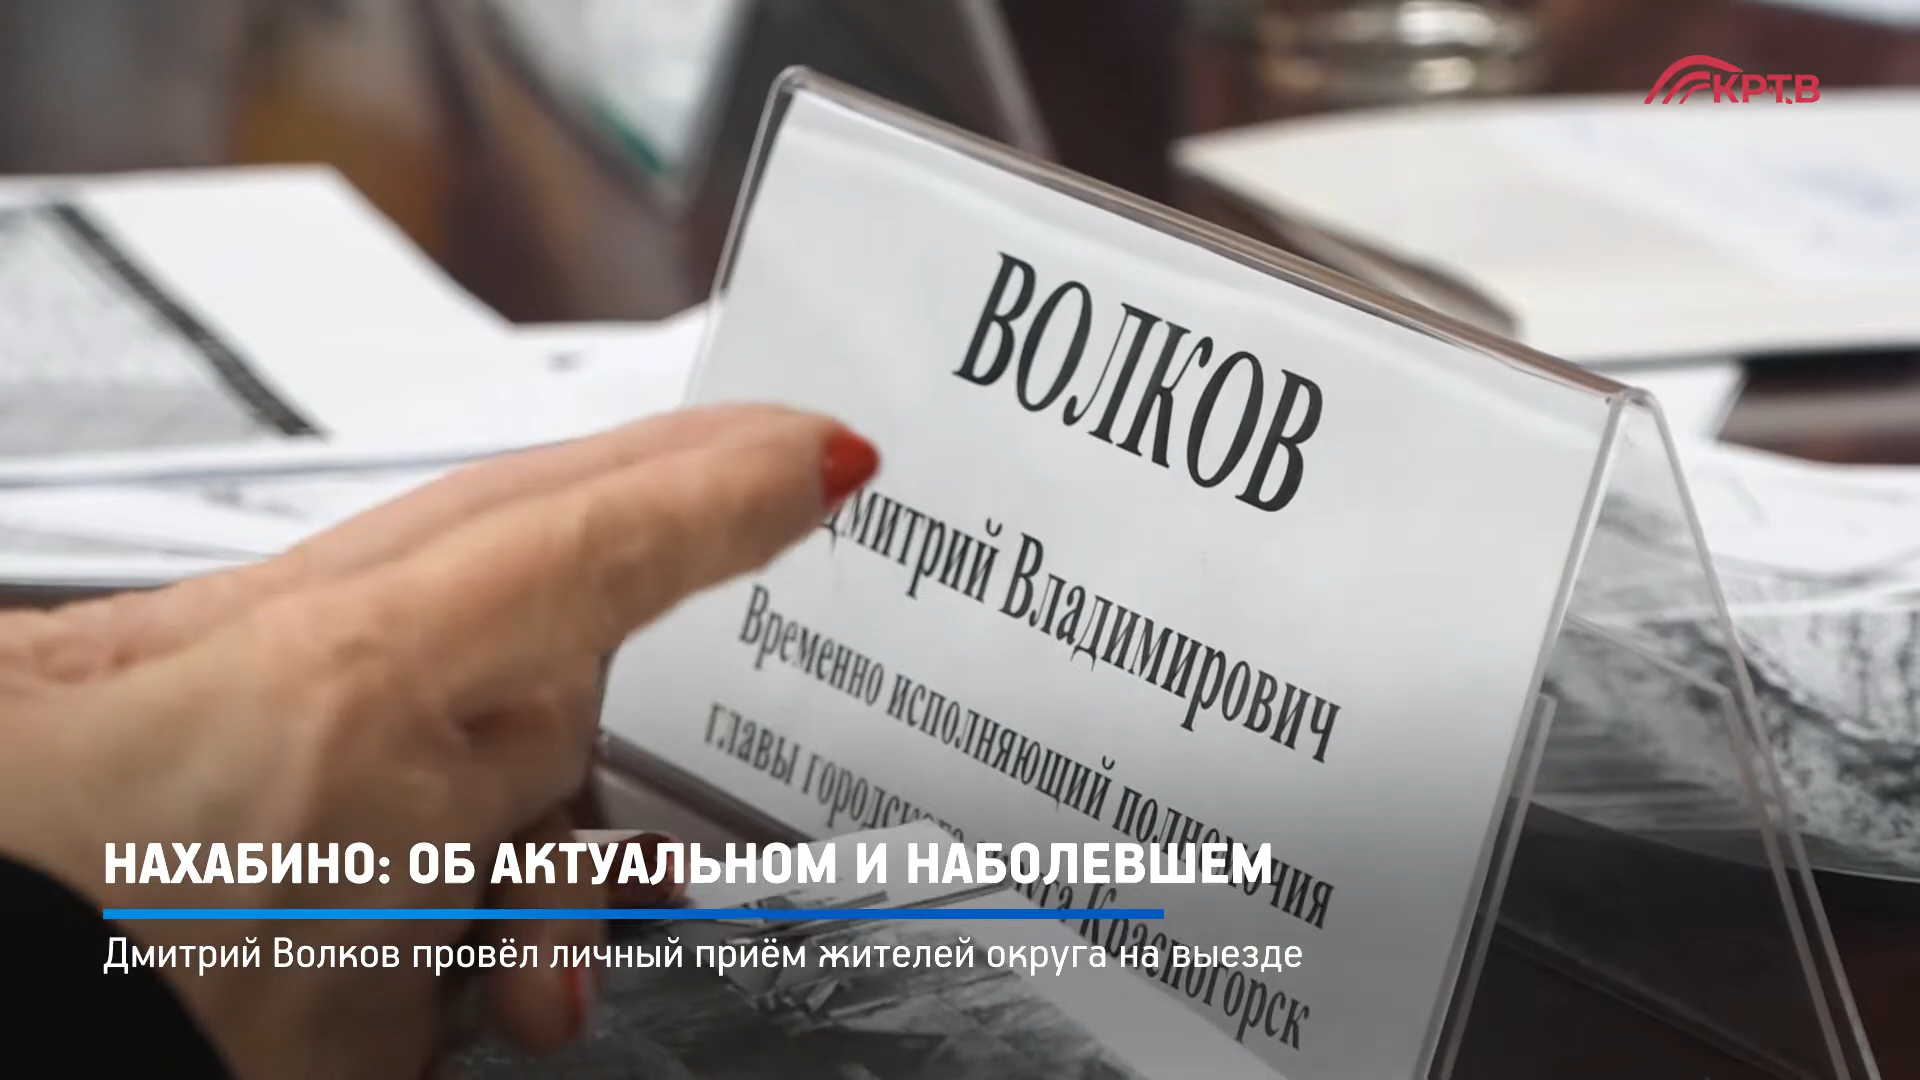 КРТВ
ВОЛКОВ
Дмитрий Владимирович
Временно исполняющий полномочия
главы городского округа Красногорск
НАХАБИНО: ОБ АКТУАЛЬНОМ И НАБОЛЕВШЕМ
Дмитрий Волков провёл личный приём жителей округа на выезде